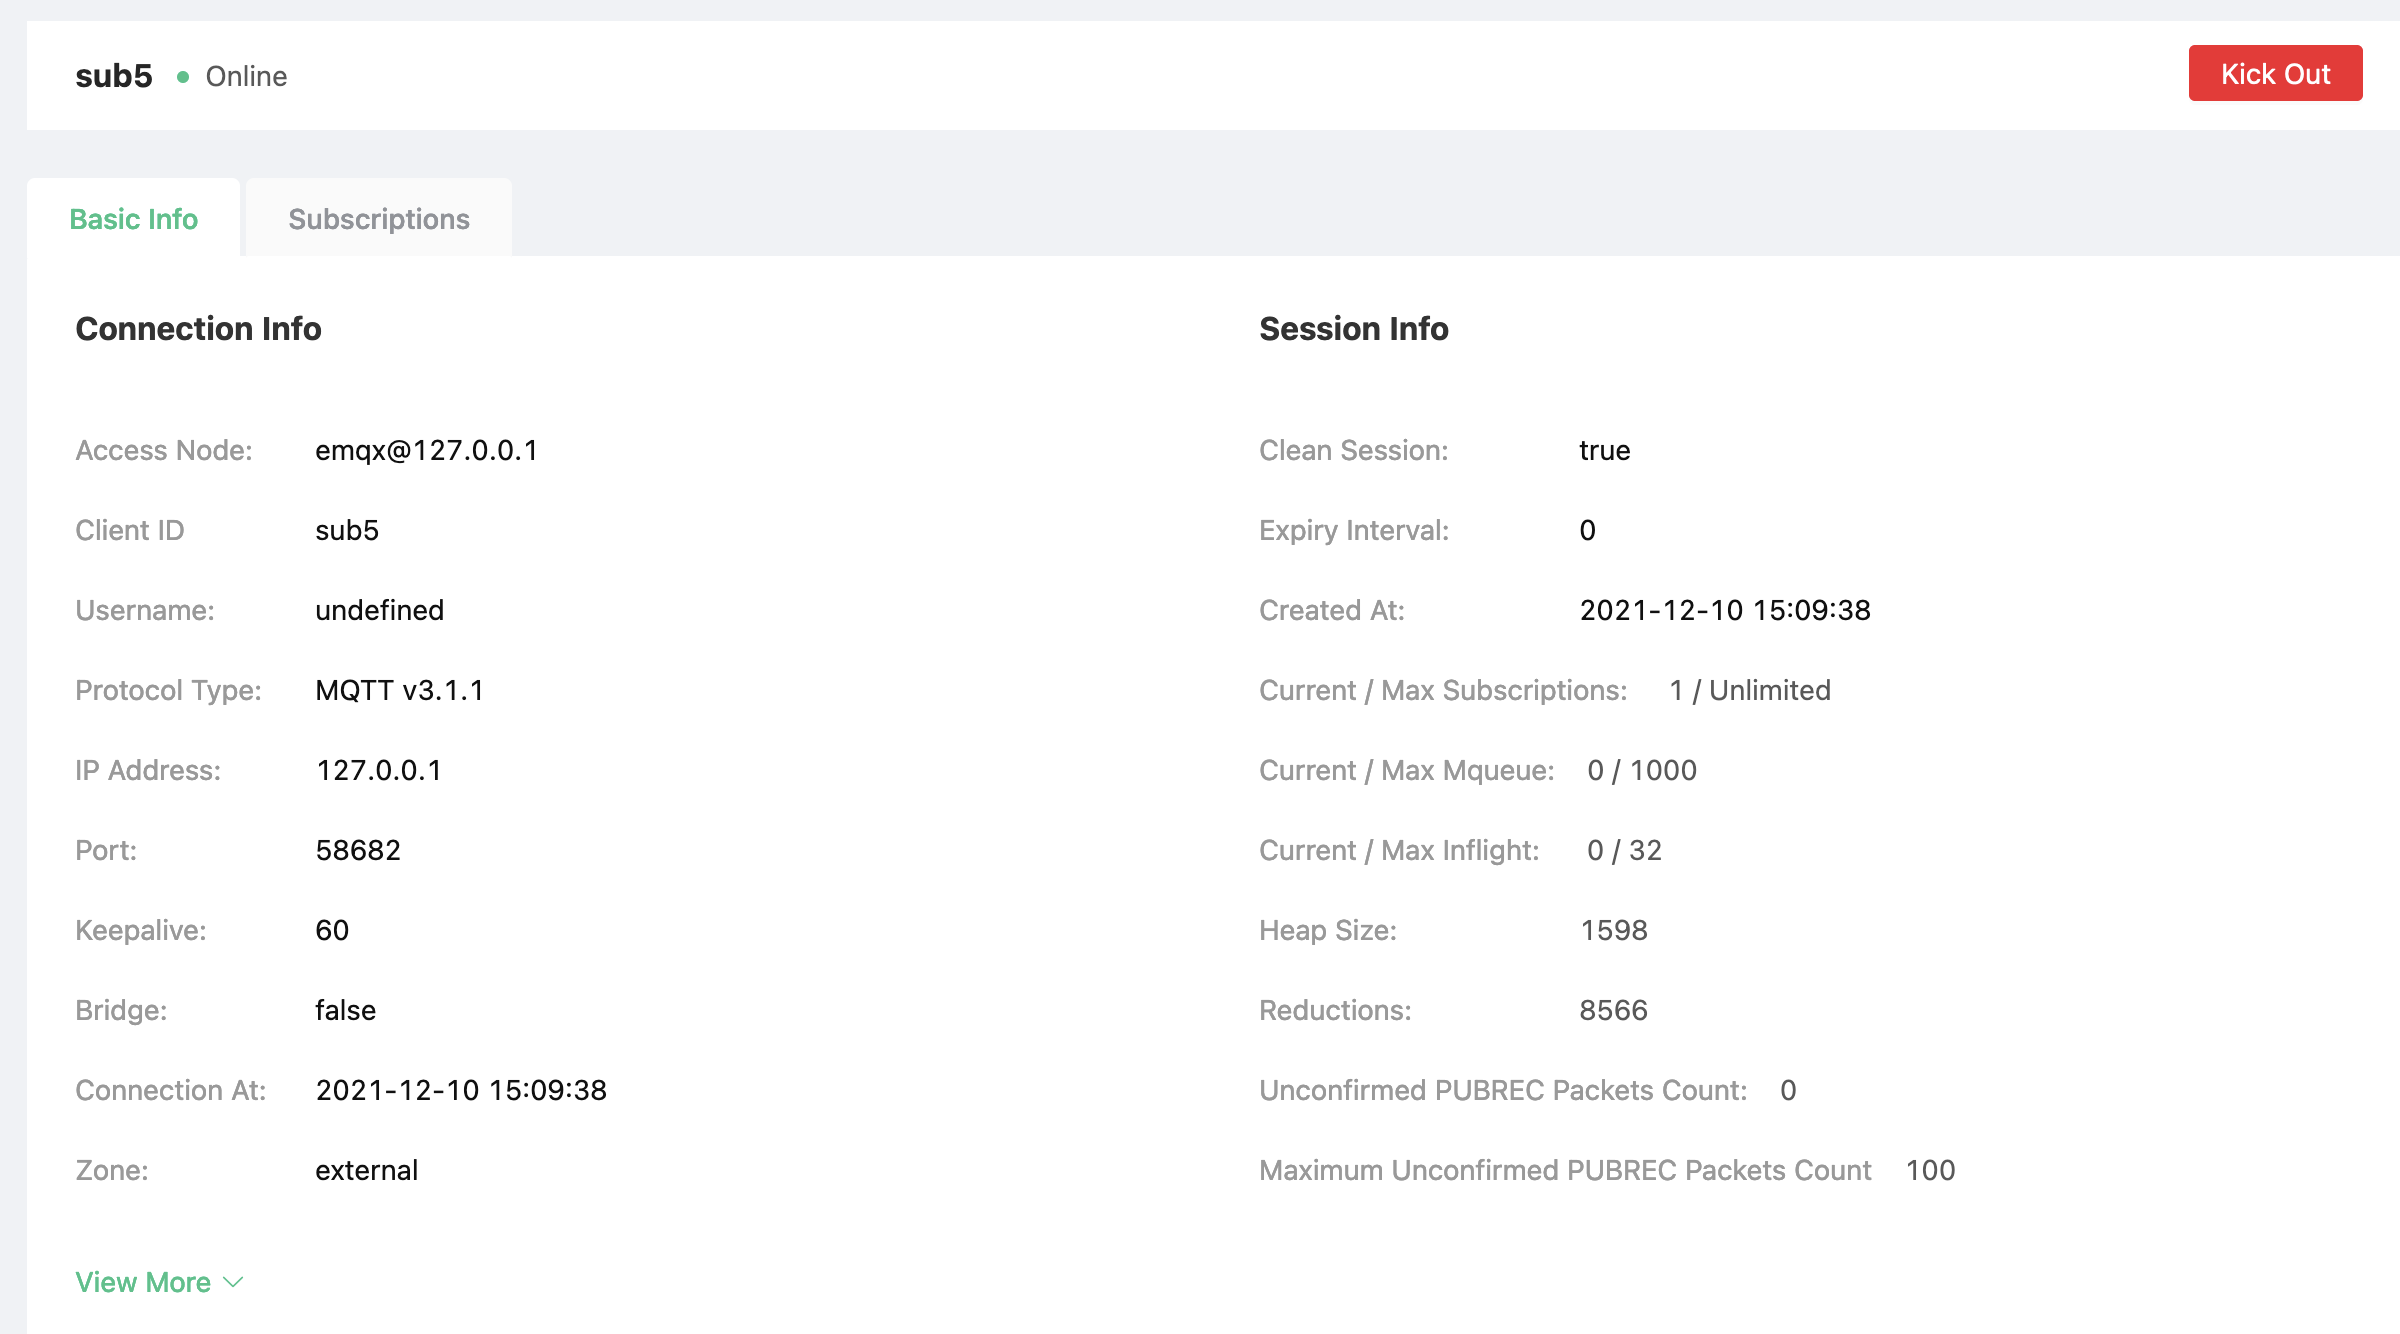 sub5 Online
Kick Out
Basic Info
Subscriptions
Connection Info
Access Node: emqx@127.0.0.1
Client ID sub5
Username: undefined
Protocol Type: MQTT v3.1.1
IP Address: 127.0.0.1
Port: 58682
Keepalive: 60
Bridge: false
Connection At: 2021-12-10 15:09:38
Zone: external
View More
Session Info
Clean Session: true
Expiry Interval: 0
Created At: 2021-12-10 15:09:38
Current / Max Subscriptions: 1 / Unlimited
Current / Max Mqueue: 0 / 1000
Current / Max Inflight: 0 / 32
Heap Size: 1598
Reductions: 8566
Unconfirmed PUBREC Packets Count: 0
Maximum Unconfirmed PUBREC Packets Count 100